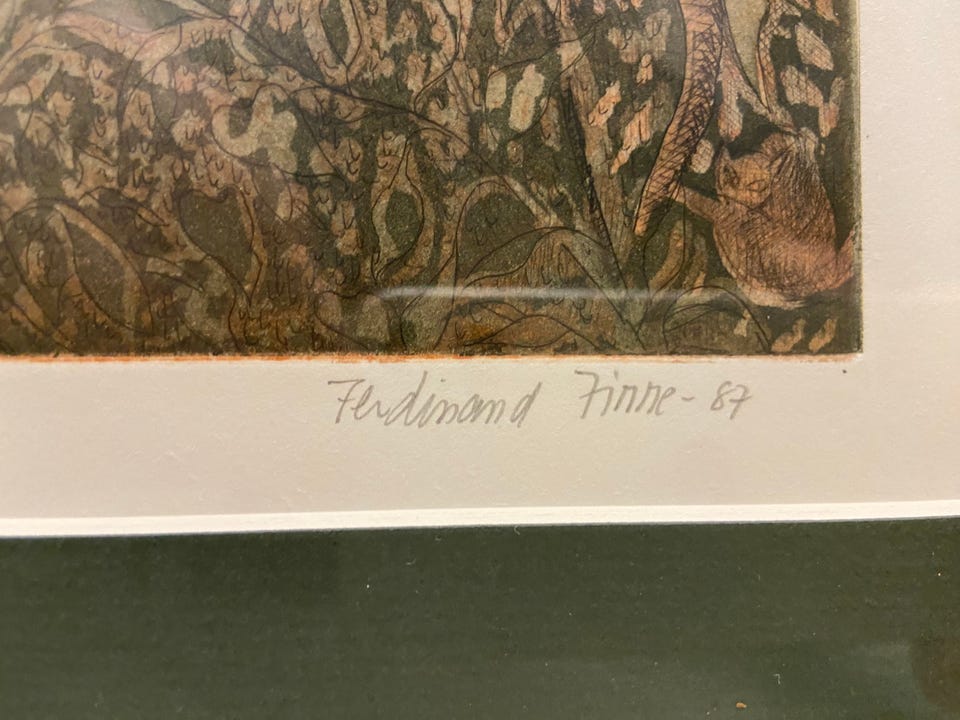 Ferdinand Finne - 87